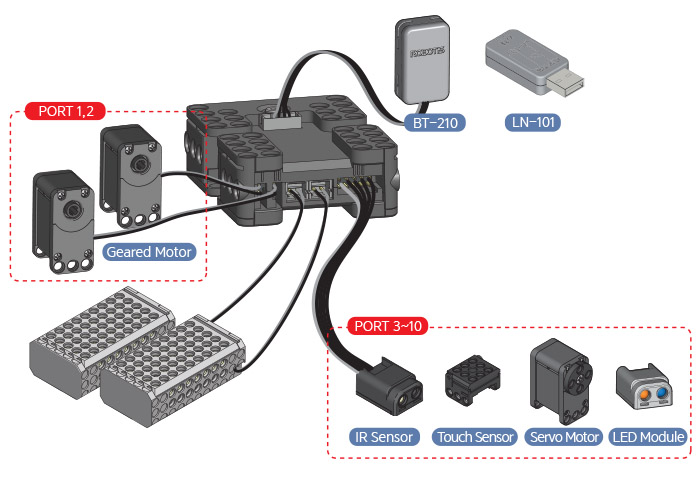 ROBOTIS
BT-210
LN-101
PORT 1,2
Geared Motor
PORT 3~10
IR Sensor
Touch Sensor
Servo Motor
LED Module